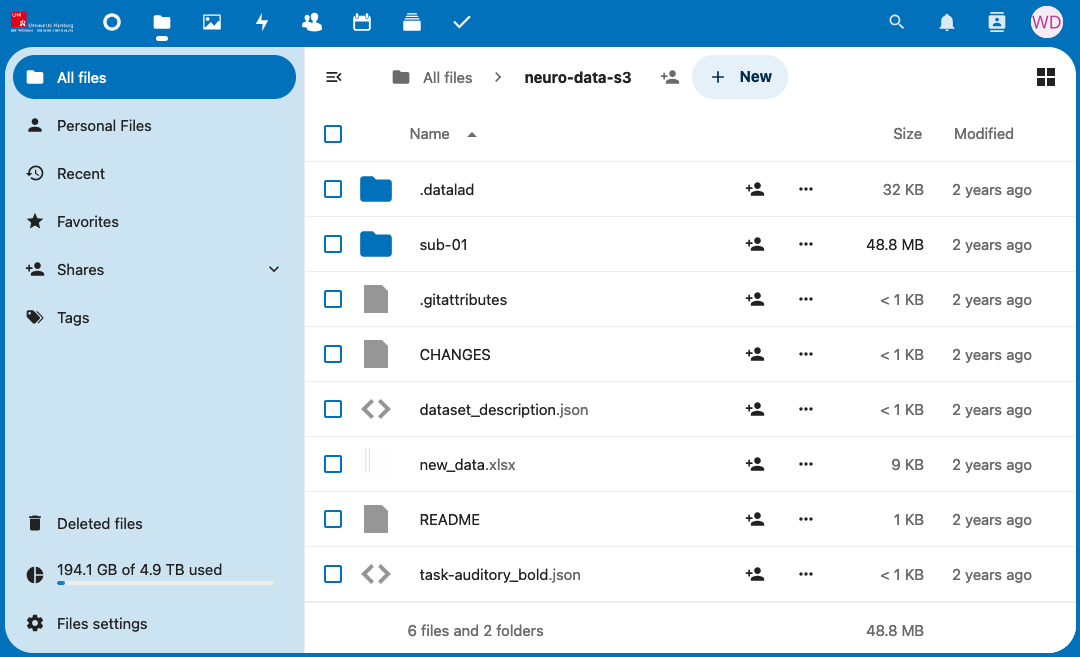 UHH
Universität Hamburg
WD
All files
Personal Files
Recent
Favorites
Shares
Tags
Deleted files
194.1 GB of 4.9 TB used
Files settings
All files
neuro-data-s3
+ New
Name Size Modified
.datalad 32 KB 2 years ago
sub-01 48.8 MB 2 years ago
.gitattributes < 1 KB 2 years ago
CHANGES < 1 KB 2 years ago
dataset_description.json < 1 KB 2 years ago
new_data.xlsx 9 KB 2 years ago
README 1 KB 2 years ago
task-auditory_bold.json < 1 KB 2 years ago
6 files and 2 folders 48.8 MB